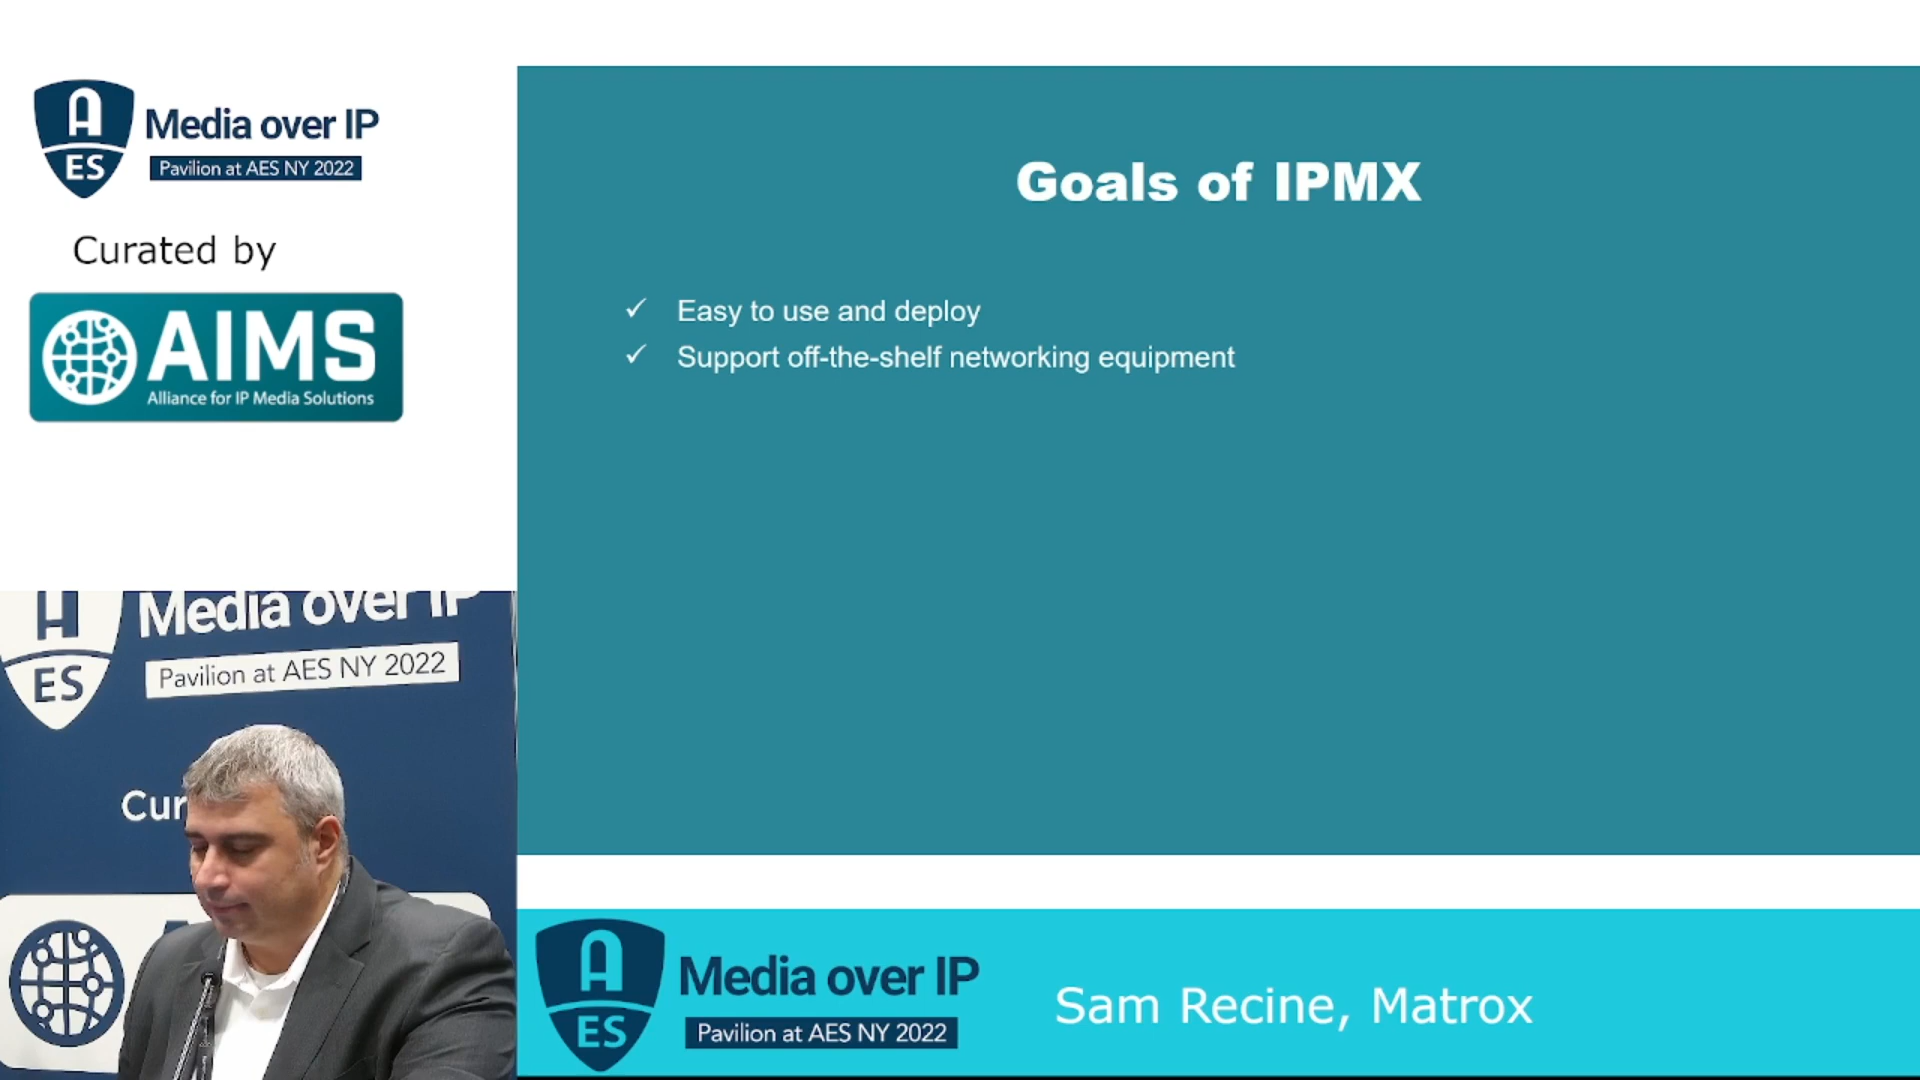 A
ES
Media over IP
Pavilion at AES NY 2022
Curated by
AIMS
Alliance for IP Media Solutions
Goals of IPMX
✓ Easy to use and deploy
✓ Support off-the-shelf networking equipment
A
ES
Media over IP
Pavilion at AES NY 2022
Cur
A
ES
Media over IP
Pavilion at AES NY 2022
Sam Recine, Matrox